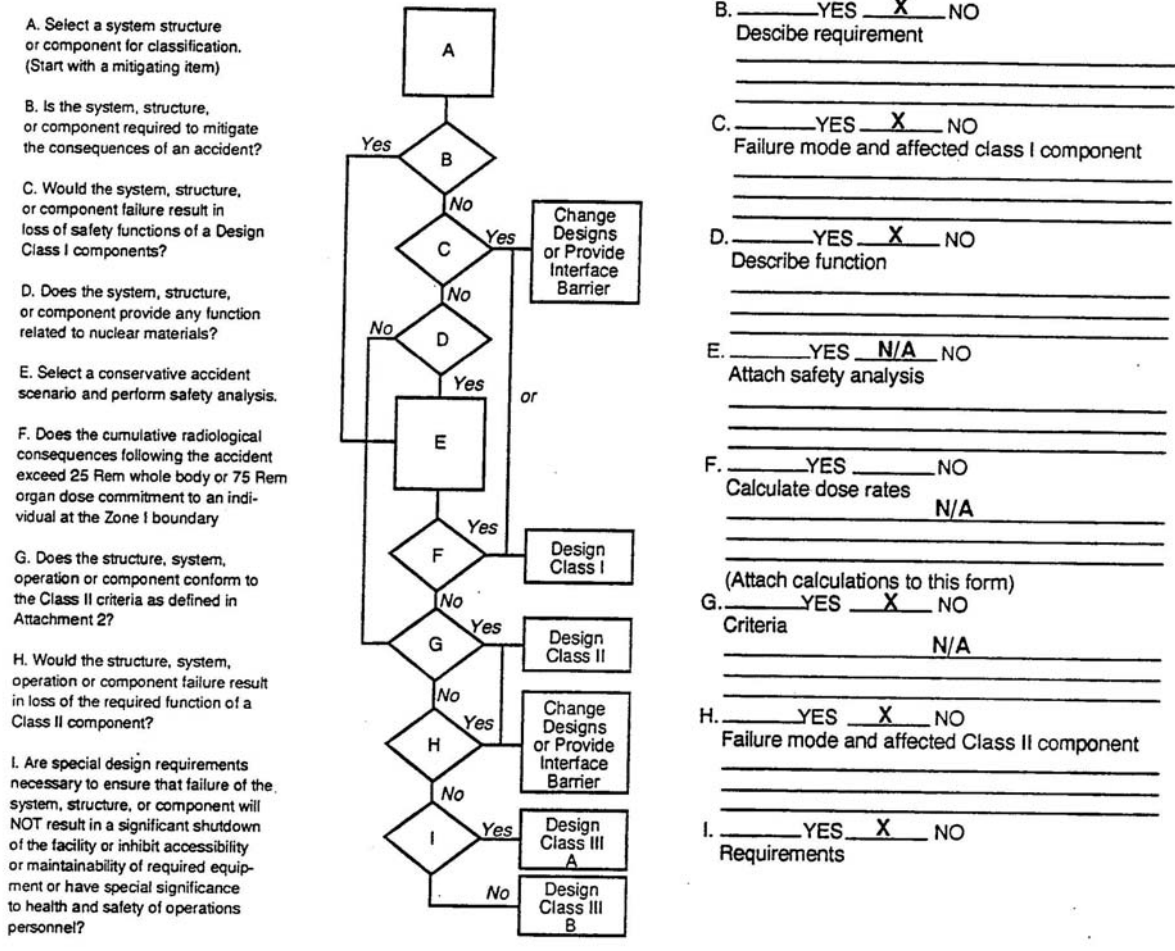 A. Select a system structure
or component for classification.
(Start with a mitigating item)
B. Is the system, structure,
or component required to mitigate
the consequences of an accident?
C. Would the system, structure,
or component failure result in
loss of safety functions of a Design
Class I components?
D. Does the system, structure,
or component provide any function
related to nuclear materials?
E. Select a conservative accident
scenario and perform safety analysis.
F. Does the cumulative radiological
consequences following the accident
exceed 25 Rem whole body or 75 Rem
organ dose commitment to an indi-
vidual at the Zone I boundary
G. Does the structure, system,
operation or component conform to
the Class II criteria as defined in
Attachment 2?
H. Would the structure, system,
operation or component failure result
in loss of the required function of a
Class II component?
I. Are special design requirements
necessary to ensure that failure of the
system, structure, or component will
NOT result in a significant shutdown
of the facility or inhibit accessibility
or maintainability of required equip-
ment or have special significance
to health and safety of operations
personnel?
A
Yes
B
No
C
Yes
Change
Designs
or Provide
Interface
Barrier
No
No
D
Yes
or
E
Yes
F
Design
Class I
No
Yes
G
Design
Class II
No
Yes
H
Change
Designs
or Provide
Interface
Barrier
No
I
Yes
Design
Class III
A
No
Design
Class III
B
B. YES X NO
Descibe requirement
C. YES X NO
Failure mode and affected class I component
D. YES X NO
Describe function
E. YES N/A NO
Attach safety analysis
F. YES NO
Calculate dose rates
N/A
(Attach calculations to this form)
G. YES X NO
Criteria
N/A
H. YES X NO
Failure mode and affected Class II component
I. YES X NO
Requirements